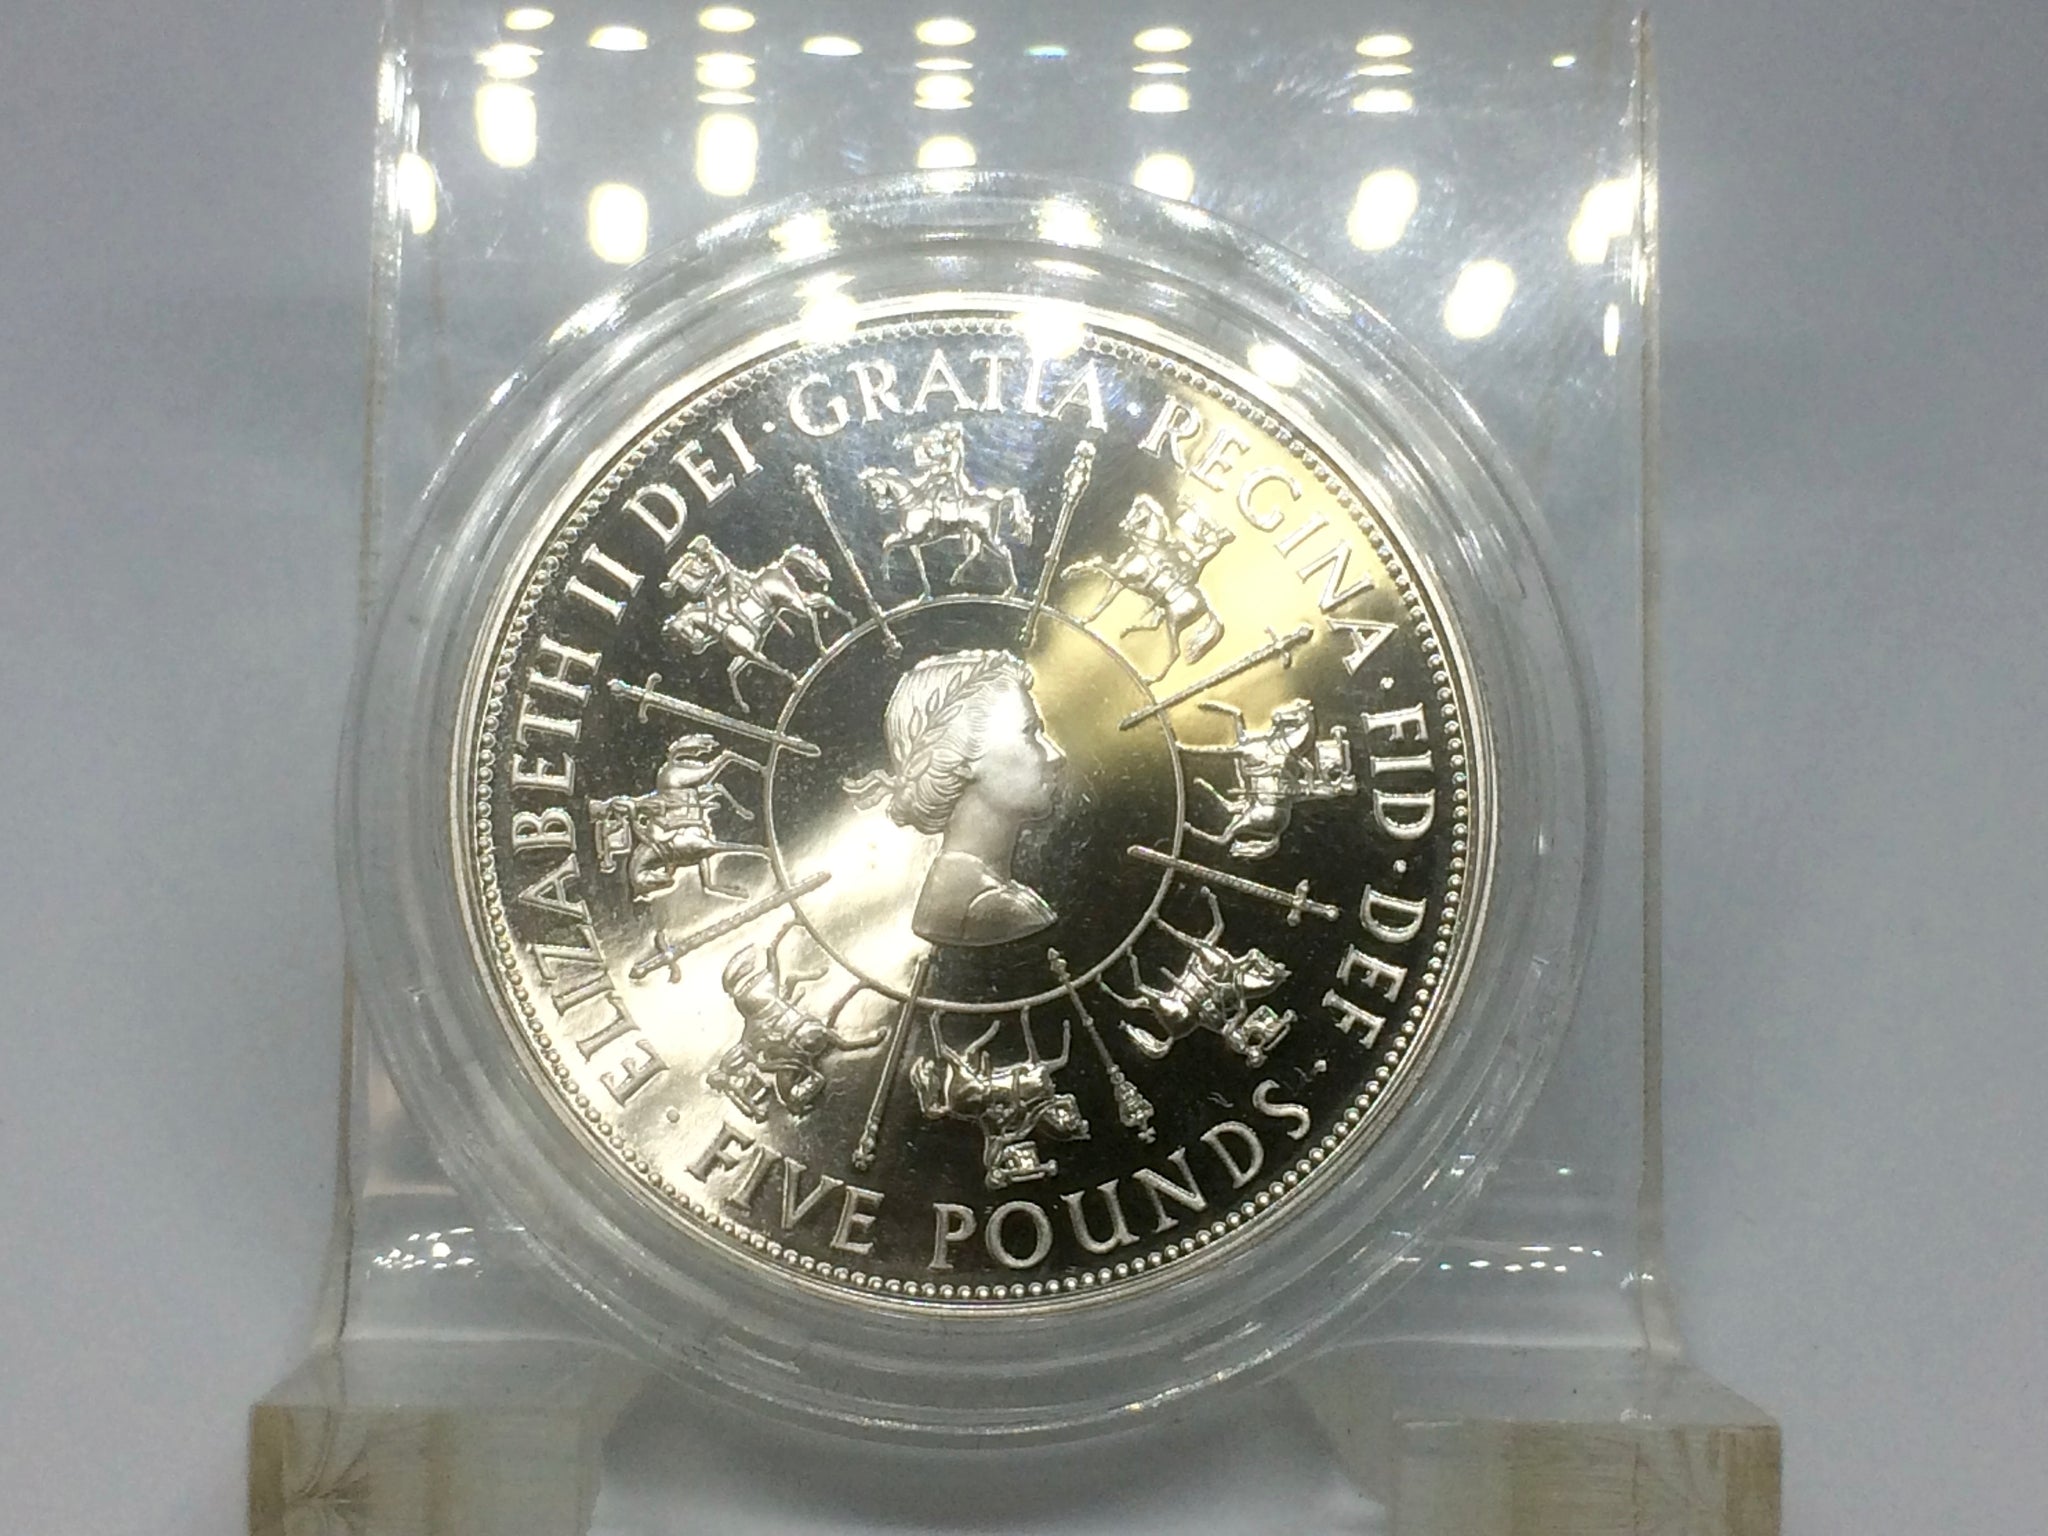 ELIZABETH II DEI · GRATIA REGINA · FID · DEF ·
FIVE POUNDS ·